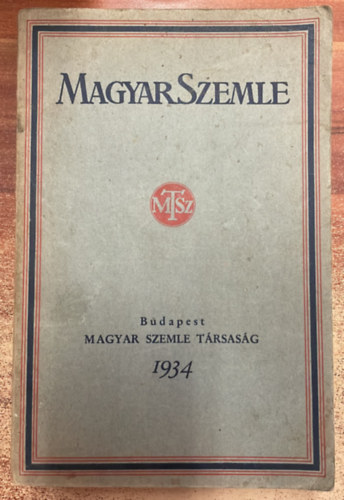 MAGYAR SZEMLE
MTSz
Budapest
MAGYAR SZEMLE TÁRSASÁG
1934